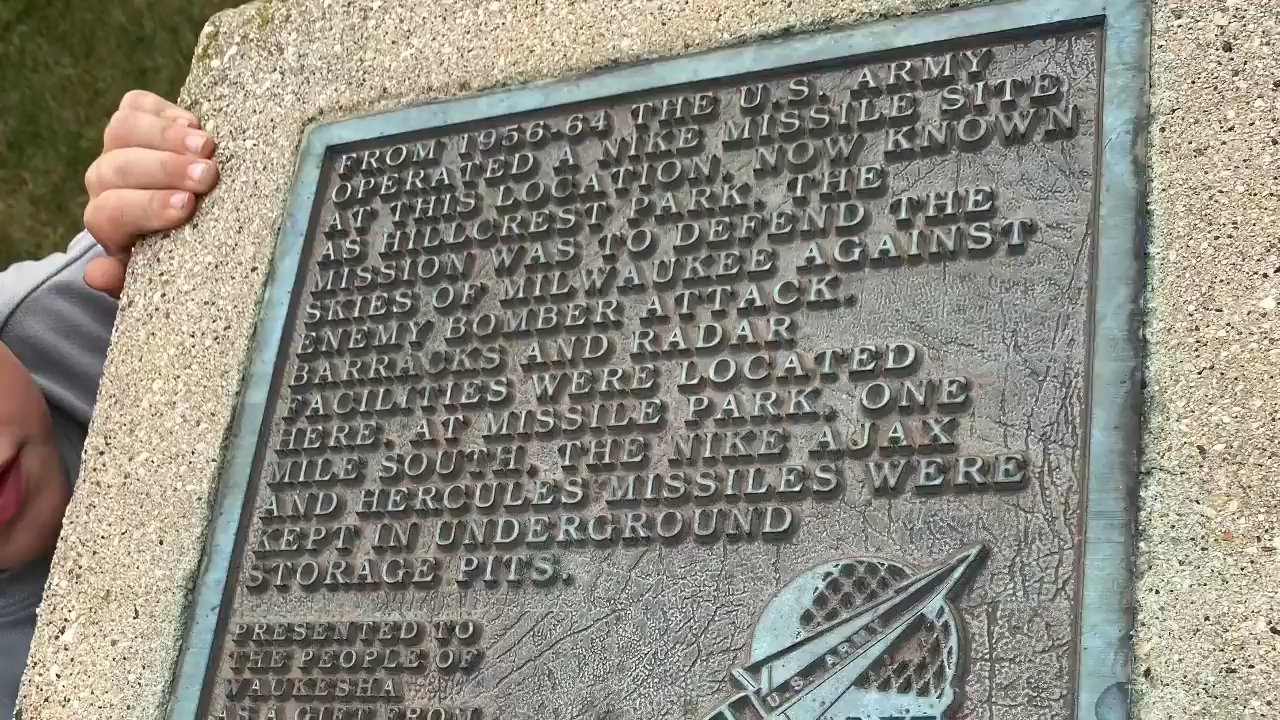 FROM 1956-64 THE U.S. ARMY
OPERATED A NIKE MISSILE SITE
AT THIS LOCATION, NOW KNOWN
AS HILLCREST PARK. THE
MISSION WAS TO DEFEND THE
SKIES OF MILWAUKEE AGAINST
ENEMY BOMBER ATTACK.
BARRACKS AND RADAR
FACILITIES WERE LOCATED
HERE. AT MISSILE PARK, ONE
MILE SOUTH, THE NIKE AJAX
AND HERCULES MISSILES WERE
KEPT IN UNDERGROUND
STORAGE PITS.
PRESENTED TO
THE PEOPLE OF
WAUKESHA
AS A GIFT FROM
U.S. ARMY